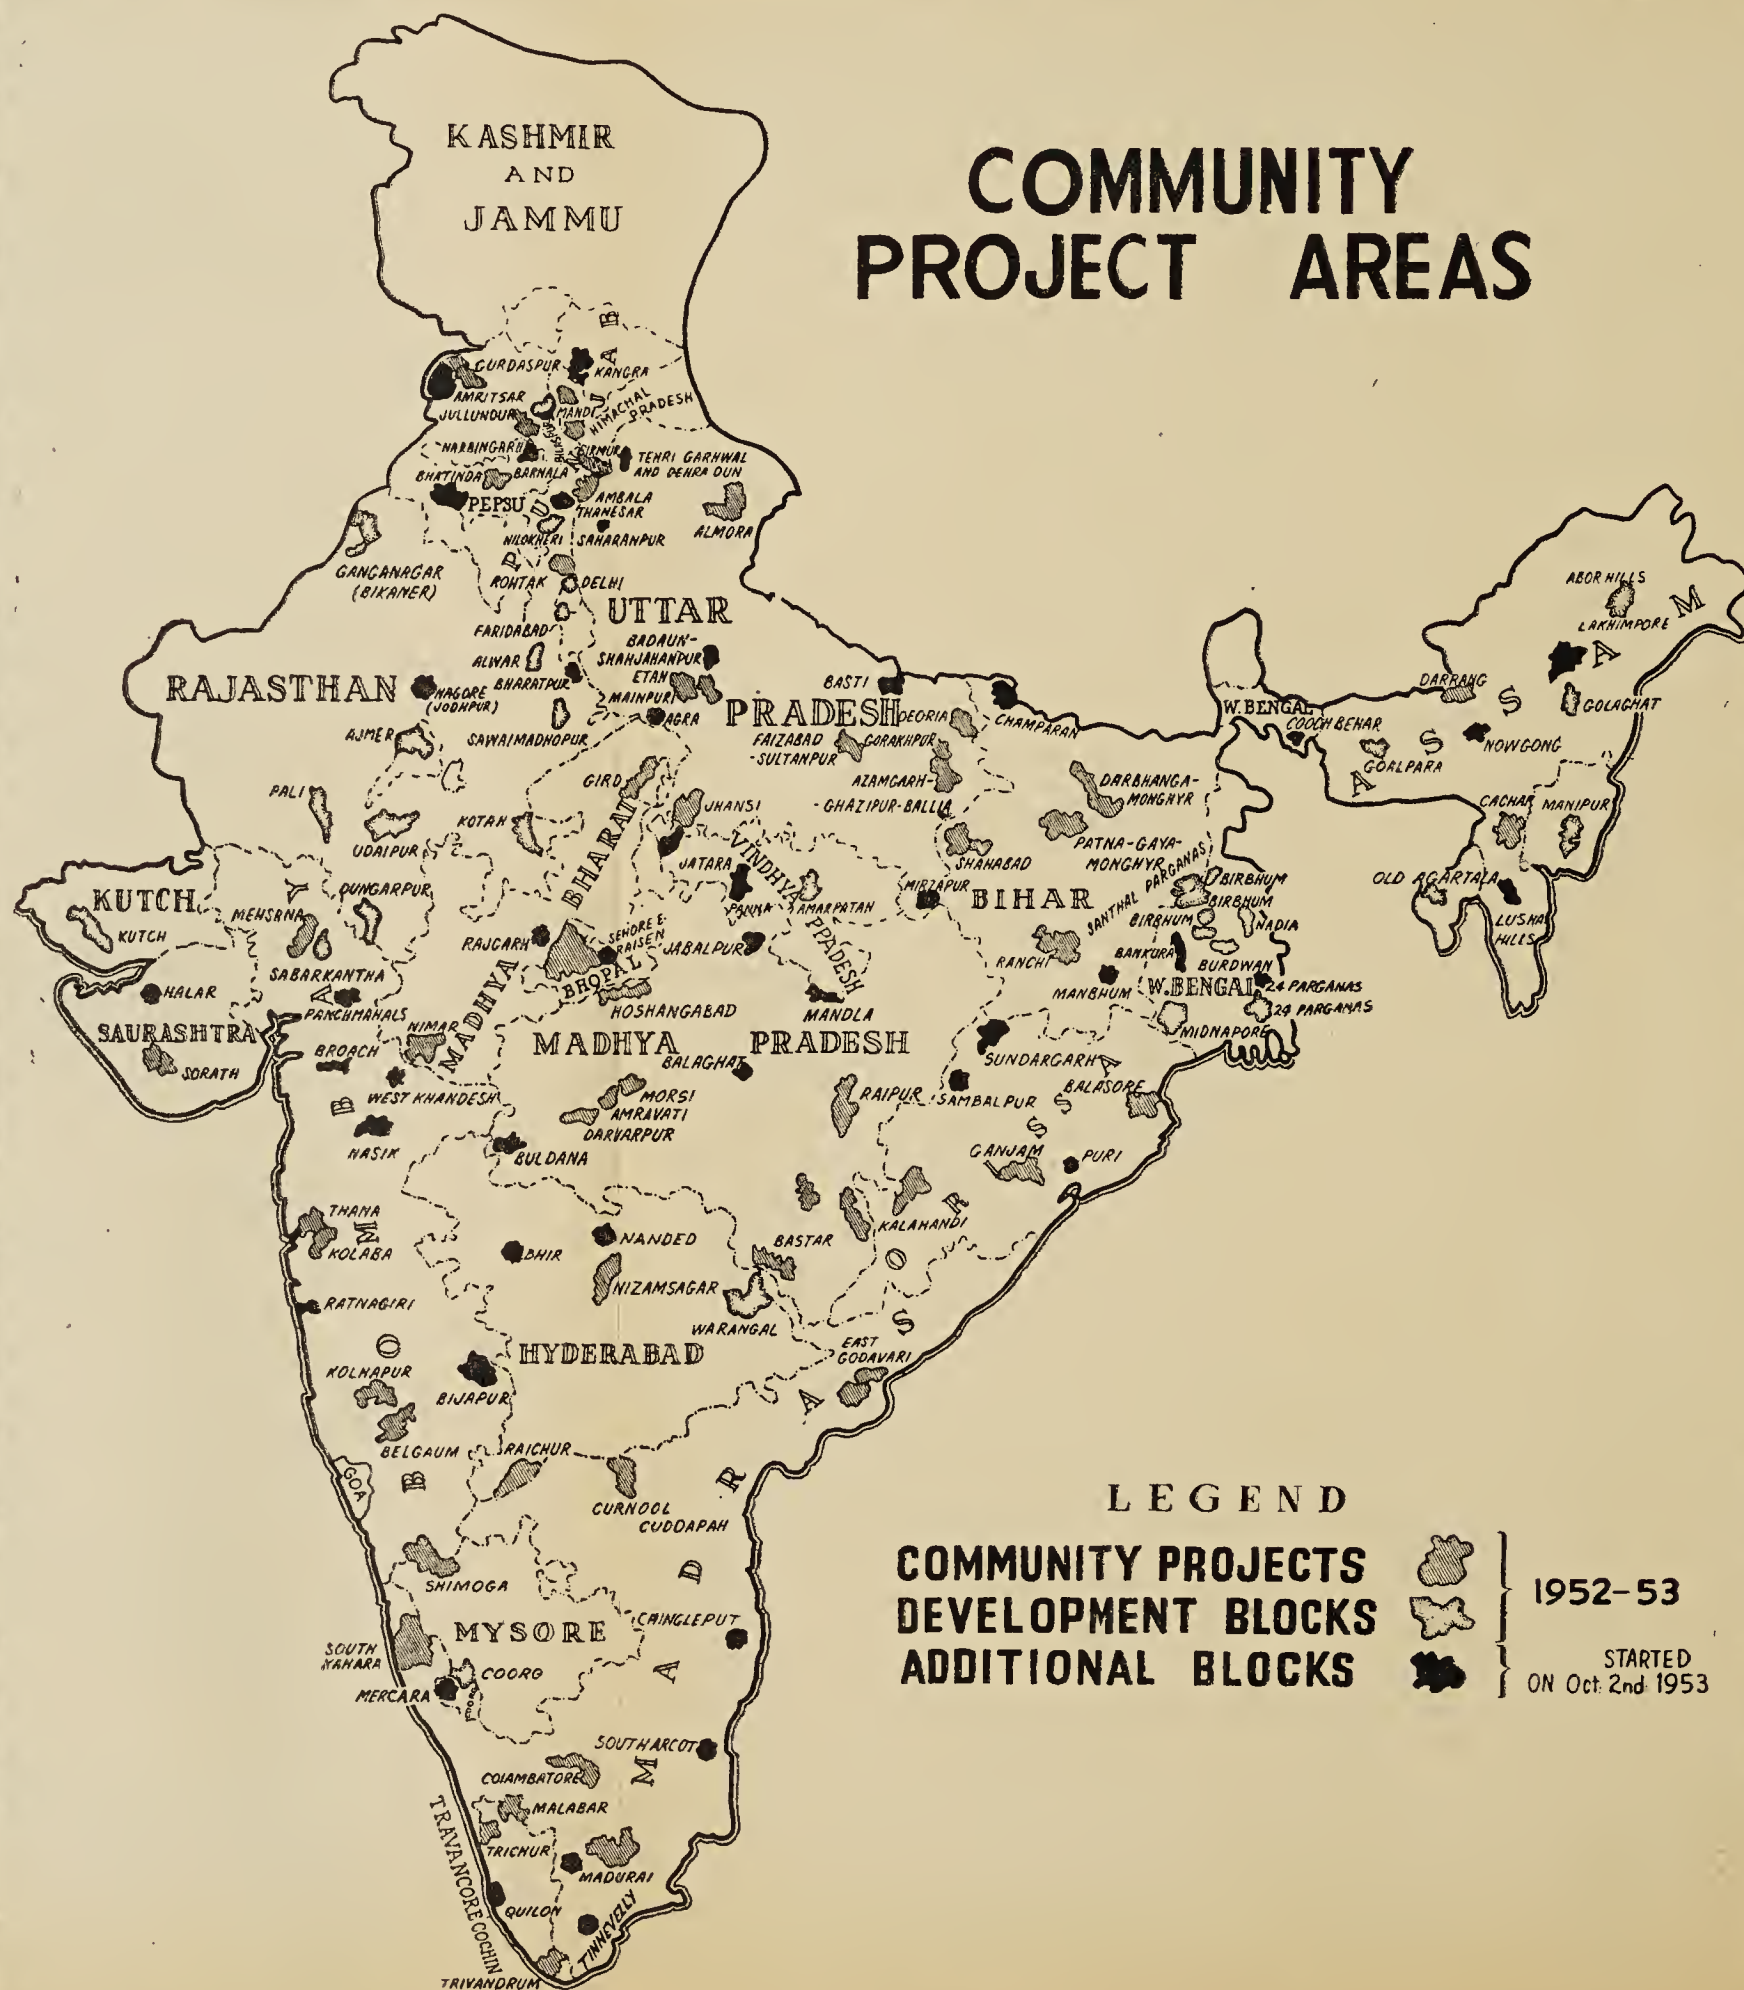 COMMUNITY
PROJECT AREAS
KASHMIR
AND
JAMMU
PUNJAB
GURDASPUR
KANGRA
AMRITSAR
JULLUNDUR
MANDI
HIMACHAL
PRADESH
BILASPUR
NARAINGARH
SIRMUR
TEHRI GARHWAL
AND DEHRA DUN
BHATINDA
BARNALA
PEPSU
AMBALA
THANESAR
ALMORA
NILOKHERI
SAHARANPUR
GANGANAGAR
(BIKANER)
ROHTAK
DELHI
UTTAR
FARIDABAD
BADAUN-
SHAHJAHANPUR
ALWAR
RAJASTHAN
NAGORE
(JODHPUR)
BHARATPUR
ETAH
MAINPURI
AGRA
BASTI
PRADESH
DEORIA
CHAMPARAN
AJMER
SAWAIMADHOPUR
FAIZABAD
-SULTANPUR
GORAKHPUR
GIRD
AZAMGARH-
-GHAZIPUR-BALLIA
DARBHANGA-
MONGHYR
PALI
JHANSI
KOTAH
UDAIPUR
SHAHABAD
PATNA-GAYA-
MONGHYR
JATARA
VINDHYA
PRADESH
MADHYA BHARAT
KUTCH
KUTCH
DUNGARPUR
MEHSANA
PANNA
AMARPATAN
MIRZAPUR
BIHAR
SANTHAL PARGANAS
BIRBHUM
BIRBHUM
BIRBHUM
NADIA
RAJGARH
SEHORE &
RAISEN
JABALPUR
RANCHI
BANKURA
BURDWAN
SABARKANTHA
BHOPAL
HALAR
HOSHANGABAD
MANDLA
MANBHUM
W.BENGAL
24 PARGANAS
24 PARGANAS
PANCHMAHALS
NIMAR
MIDNAPORE
SAURASHTRA
SORATH
BROACH
MADHYA PRADESH
BALAGHAT
SUNDARGARH
WEST KHANDESH
MORSI
AMRAVATI
DARVARPUR
RAIPUR
SAMBALPUR
BALASORE
NASIK
BULDANA
GANJAM
PURI
ORISSA
THANA
KOLABA
BHIR
NANDED
BASTAR
KALAHANDI
NIZAMSAGAR
RATNAGIRI
WARANGAL
BOMBAY
HYDERABAD
EAST
GODAVARI
KOLHAPUR
BIJAPUR
BELGAUM
RAICHUR
GOA
CURNOOL
CUDDAPAH
MADRAS
SHIMOGA
MYSORE
CHINGLEPUT
SOUTH
KANARA
COORG
MERCARA
SOUTH ARCOT
COIAMBATORE
MALABAR
TRICHUR
MADURAI
TRAVANCORE COCHIN
QUILON
TINNEVELLY
TRIVANDRUM
ABOR HILLS
LAKHIMPORE
ASSAM
DARRANG
GOLAGHAT
W.BENGAL
COOCH BEHAR
NOWGONG
GOALPARA
CACHAR
MANIPUR
OLD AGARTALA
LUSHAI
HILLS
LEGEND
COMMUNITY PROJECTS
DEVELOPMENT BLOCKS
1952-53
ADDITIONAL BLOCKS
STARTED
ON Oct. 2nd 1953